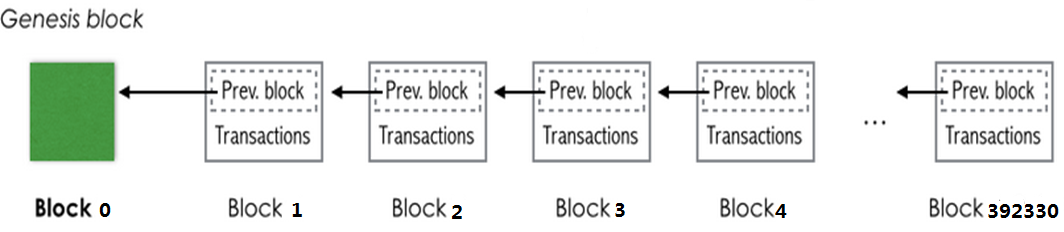 Genesis block
Prev. block Prev. block Prev. block Prev. block Prev. block
Transactions Transactions Transactions Transactions ... Transactions
Block 0 Block 1 Block 2 Block 3 Block4 Block 392330